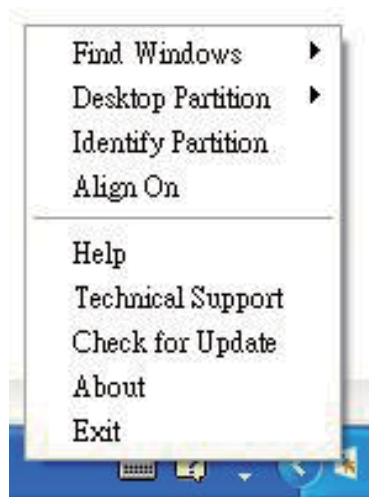 Find Windows
Desktop Partition
Identify Partition
Align On
Help
Technical Support
Check for Update
About
Exit